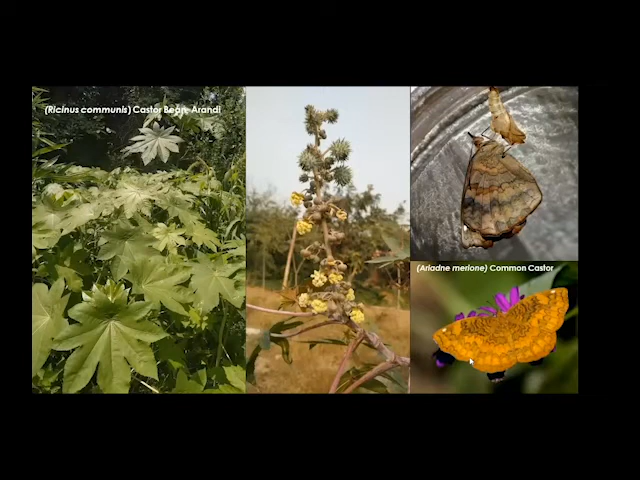 (Ricinus communis) Castor Bean- Arandi
(Ariadne merione) Common Castor